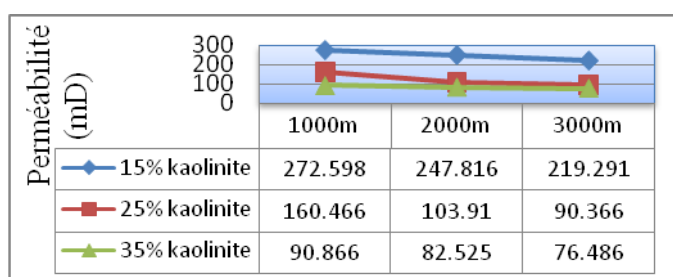 Perméabilité
(mD)
300
200
100
0
1000m 2000m 3000m
15% kaolinite 272.598 247.816 219.291
25% kaolinite 160.466 103.91 90.366
35% kaolinite 90.866 82.525 76.486